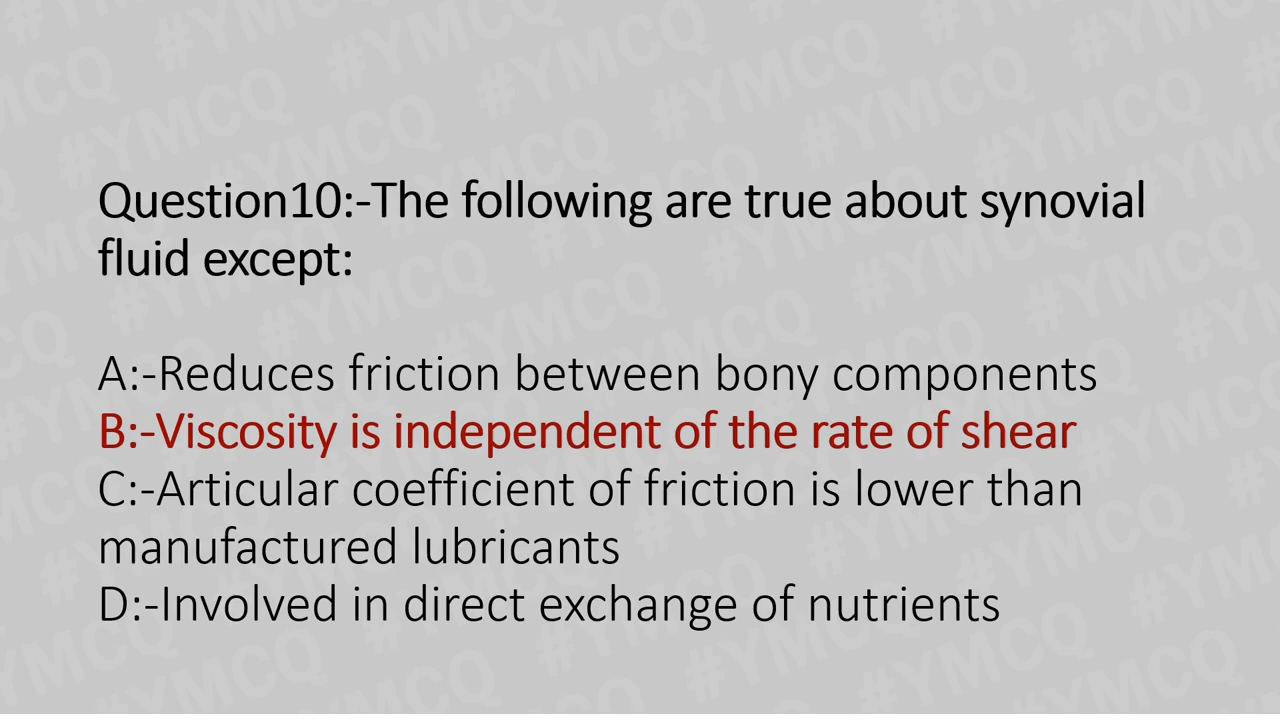 Question10:-The following are true about synovial
fluid except:
A:-Reduces friction between bony components
B:-Viscosity is independent of the rate of shear
C:-Articular coefficient of friction is lower than
manufactured lubricants
D:-Involved in direct exchange of nutrients
#YMCQ